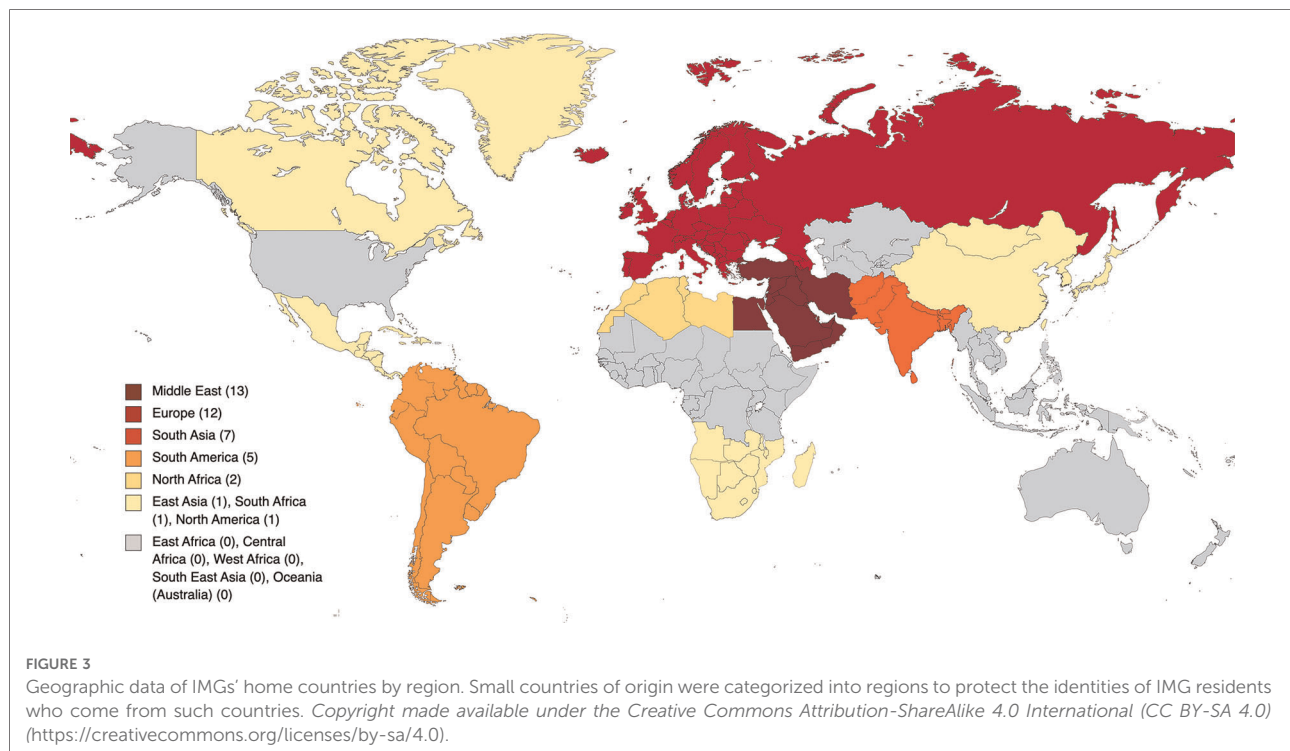 Middle East (13)
Europe (12)
South Asia (7)
South America (5)
North Africa (2)
East Asia (1), South Africa
(1), North America (1)
East Africa (0), Central
Africa (0), West Africa (0),
South East Asia (0), Oceania
(Australia) (0)
FIGURE 3
Geographic data of IMGs’ home countries by region. Small countries of origin were categorized into regions to protect the identities of IMG residents
who come from such countries. Copyright made available under the Creative Commons Attribution-ShareAlike 4.0 International (CC BY-SA 4.0)
(https://creativecommons.org/licenses/by-sa/4.0).